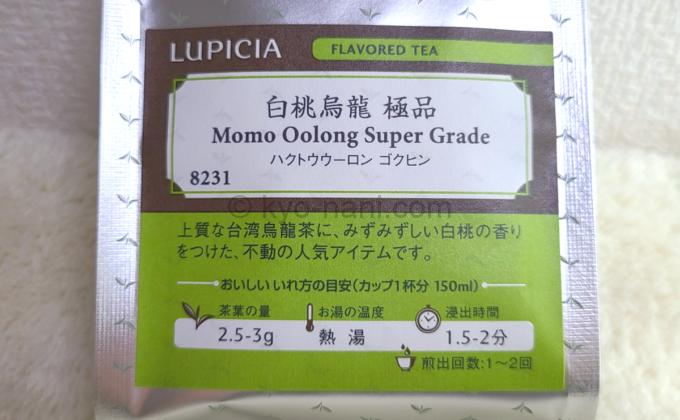 LUPICIA
FLAVORED TEA
白桃烏龍 極品
Momo Oolong Super Grade
ハクトウウーロン ゴクヒン
8231
© kyo-nani.com
上質な台湾烏龍茶に、みずみずしい白桃の香り
をつけた、不動の人気アイテムです。
おいしいいれ方の目安(カップ1杯分 150ml)
茶葉の量
2.5-3g
お湯の温度
熱湯
浸出時間
1.5-2分
煎出回数:1〜2回